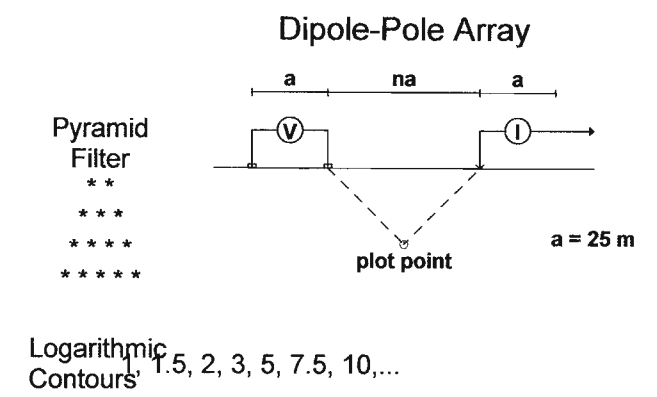 Dipole-Pole Array
a na a
Pyramid
Filter
V I
* *
* * *
* * * *
* * * * *
a = 25 m
plot point
Logarithmic
Contours
1, 1.5, 2, 3, 5, 7.5, 10,...